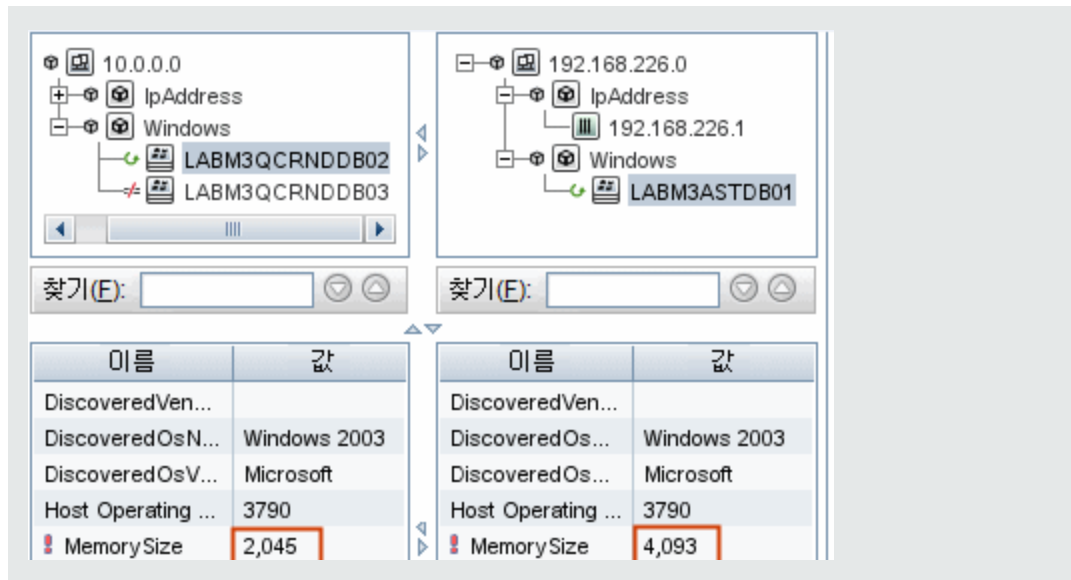 10.0.0.0
IpAddress
Windows
LABM3QCRNDDB02
LABM3QCRNDDB03
192.168.226.0
IpAddress
192.168.226.1
Windows
LABM3ASTDB01
찾기(F):
찾기(F):
이름 값
DiscoveredVen...
DiscoveredOsN... Windows 2003
DiscoveredOsV... Microsoft
Host Operating ... 3790
MemorySize 2,045
이름 값
DiscoveredVen...
DiscoveredOs... Windows 2003
DiscoveredOs... Microsoft
Host Operating ... 3790
MemorySize 4,093